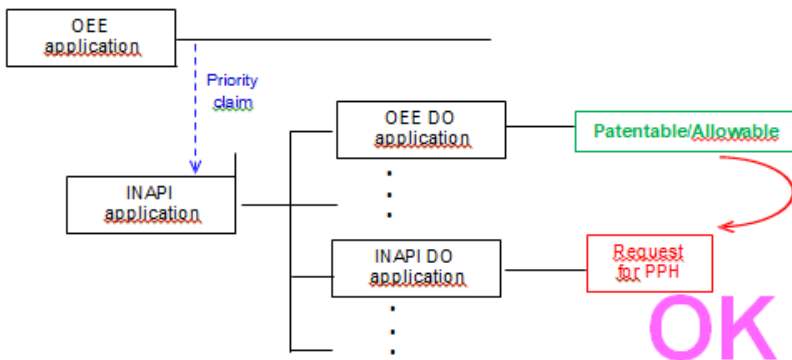 OEE
application
Priority
claim
OEE DO
application
Patentable/Allowable
INAPI
application
INAPI DO
application
Request
for PPH
OK